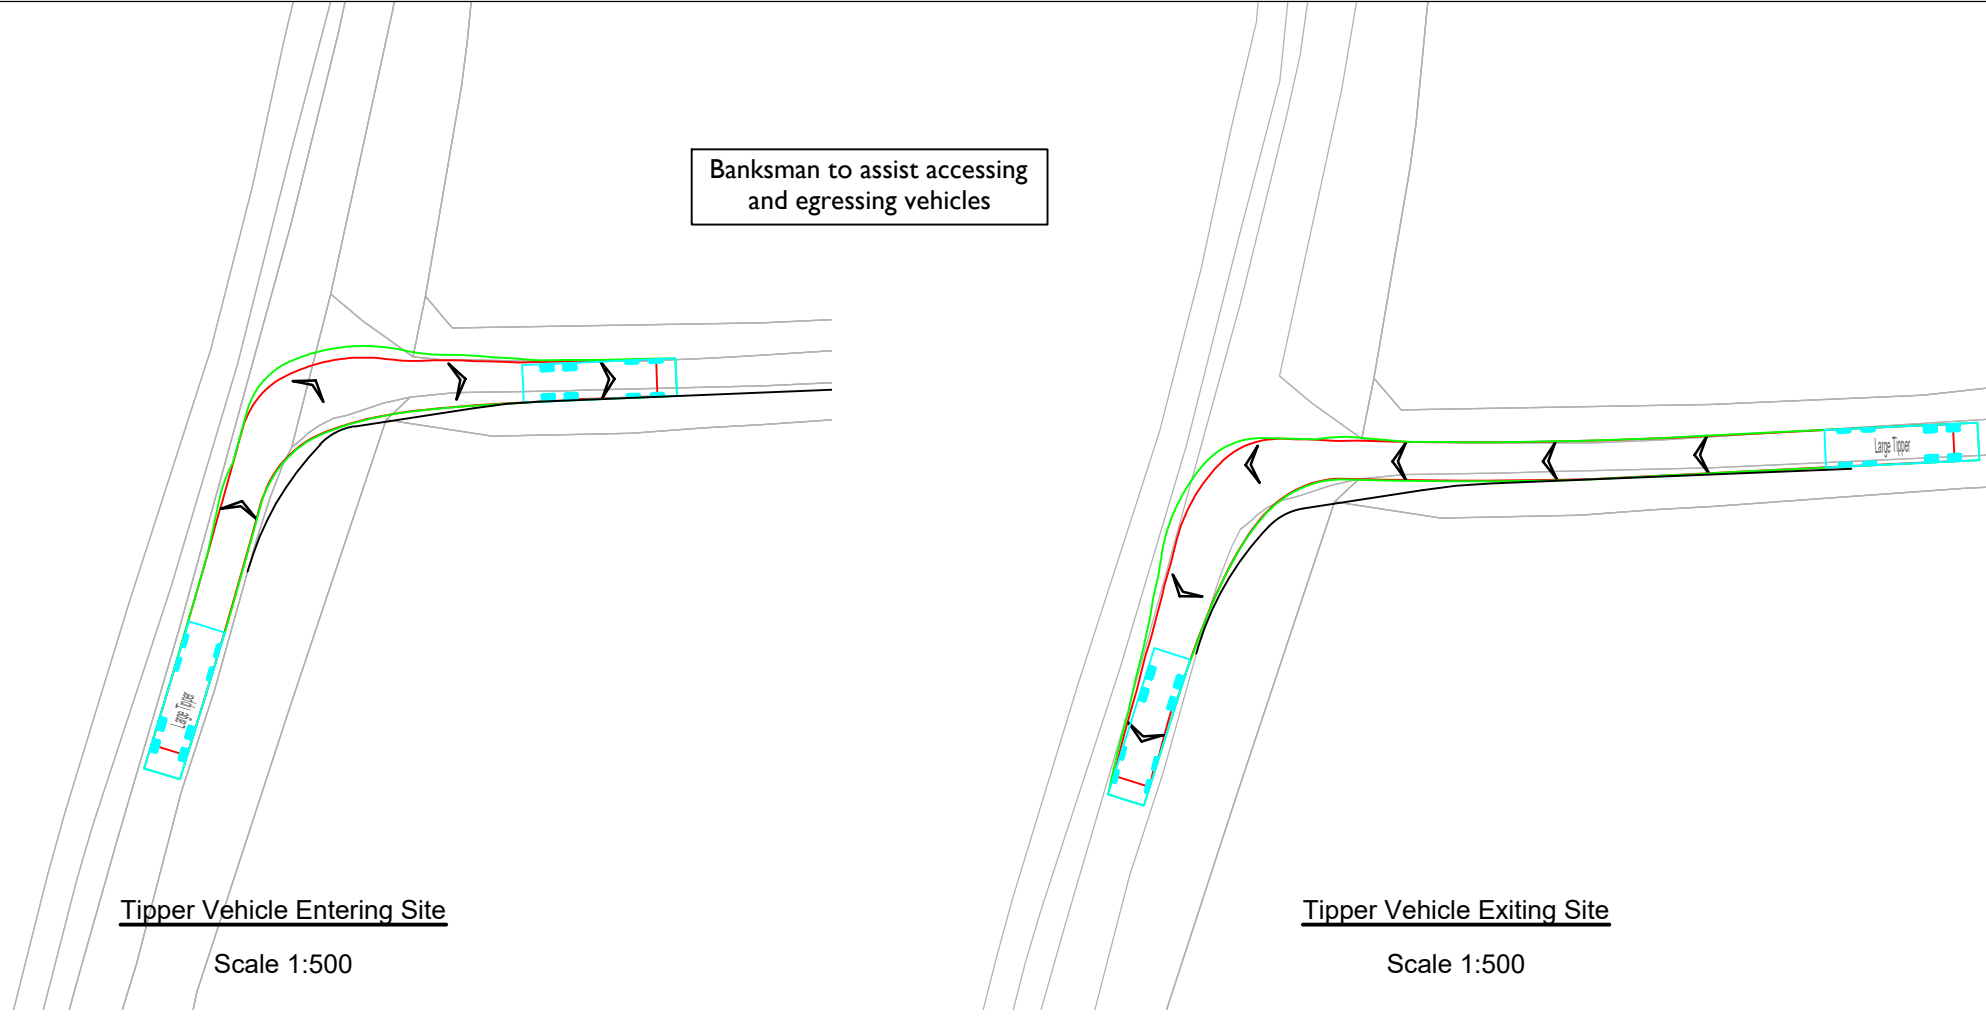 Banksman to assist accessing
and egressing vehicles
Large Tipper
Large Tipper
Tipper Vehicle Entering Site
Scale 1:500
Tipper Vehicle Exiting Site
Scale 1:500